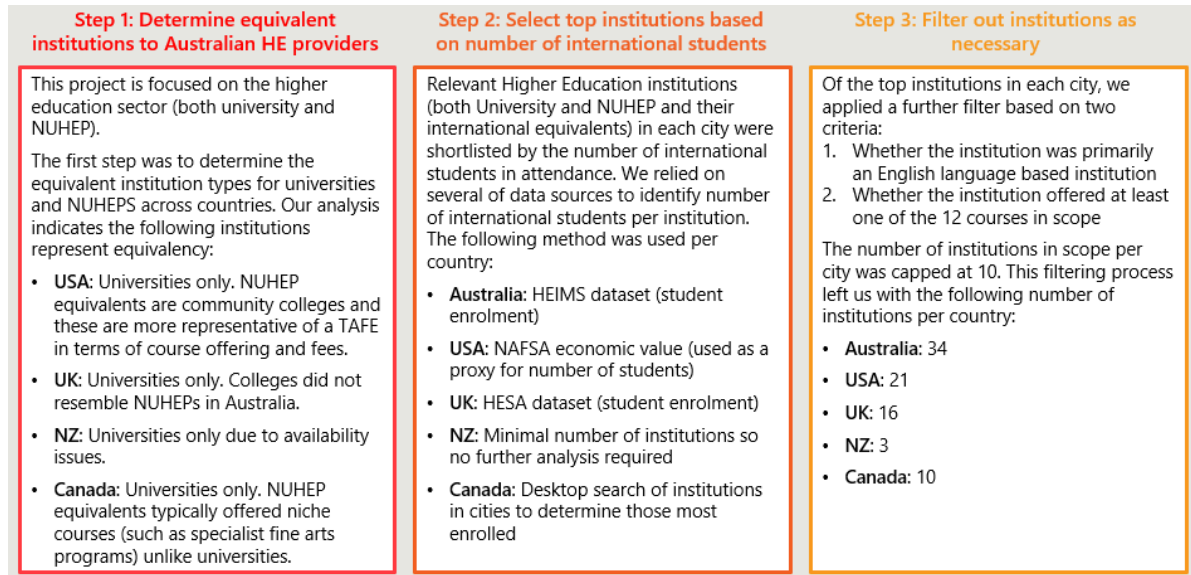 Step 1: Determine equivalent
institutions to Australian HE providers
This project is focused on the higher
education sector (both university and
NUHEP).
The first step was to determine the
equivalent institution types for universities
and NUHEPS across countries. Our analysis
indicates the following institutions
represent equivalency:
• USA: Universities only. NUHEP
equivalents are community colleges and
these are more representative of a TAFE
in terms of course offering and fees.
• UK: Universities only. Colleges did not
resemble NUHEPs in Australia.
• NZ: Universities only due to availability
issues.
• Canada: Universities only. NUHEP
equivalents typically offered niche
courses (such as specialist fine arts
programs) unlike universities.
Step 2: Select top institutions based
on number of international students
Relevant Higher Education institutions
(both University and NUHEP and their
international equivalents) in each city were
shortlisted by the number of international
students in attendance. We relied on
several of data sources to identify number
of international students per institution.
The following method was used per
country:
• Australia: HEIMS dataset (student
enrolment)
• USA: NAFSA economic value (used as a
proxy for number of students)
• UK: HESA dataset (student enrolment)
• NZ: Minimal number of institutions so
no further analysis required
• Canada: Desktop search of institutions
in cities to determine those most
enrolled
Step 3: Filter out institutions as
necessary
Of the top institutions in each city, we
applied a further filter based on two
criteria:
1. Whether the institution was primarily
an English language based institution
2. Whether the institution offered at least
one of the 12 courses in scope
The number of institutions in scope per
city was capped at 10. This filtering process
left us with the following number of
institutions per country:
• Australia: 34
• USA: 21
• UK: 16
• NZ: 3
• Canada: 10